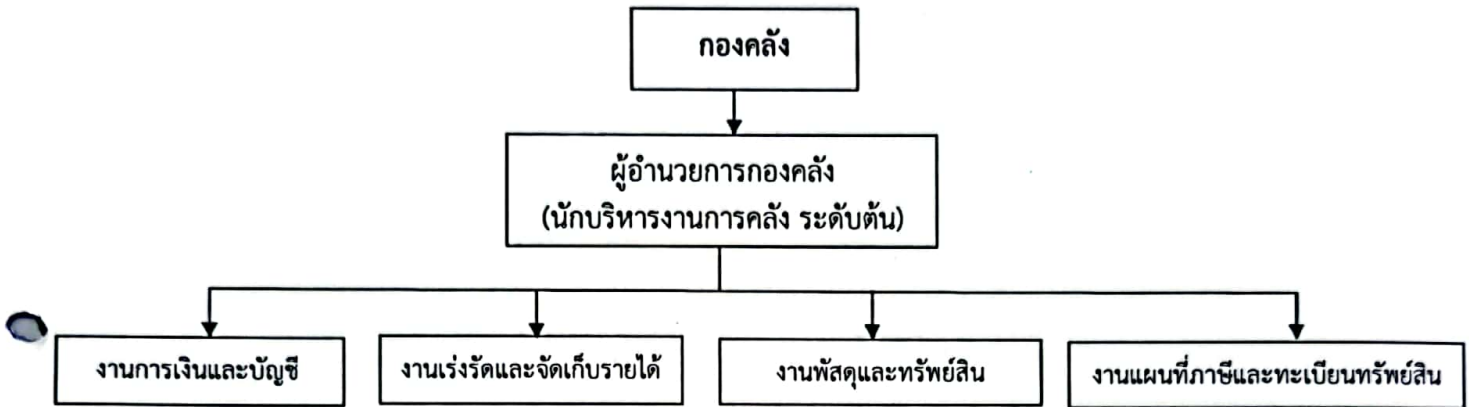 กองคลัง
ผู้อำนวยการกองคลัง
(นักบริหารงานการคลัง ระดับต้น)
งานการเงินและบัญชี
งานเร่งรัดและจัดเก็บรายได้
งานพัสดุและทรัพย์สิน
งานแผนที่ภาษีและทะเบียนทรัพย์สิน